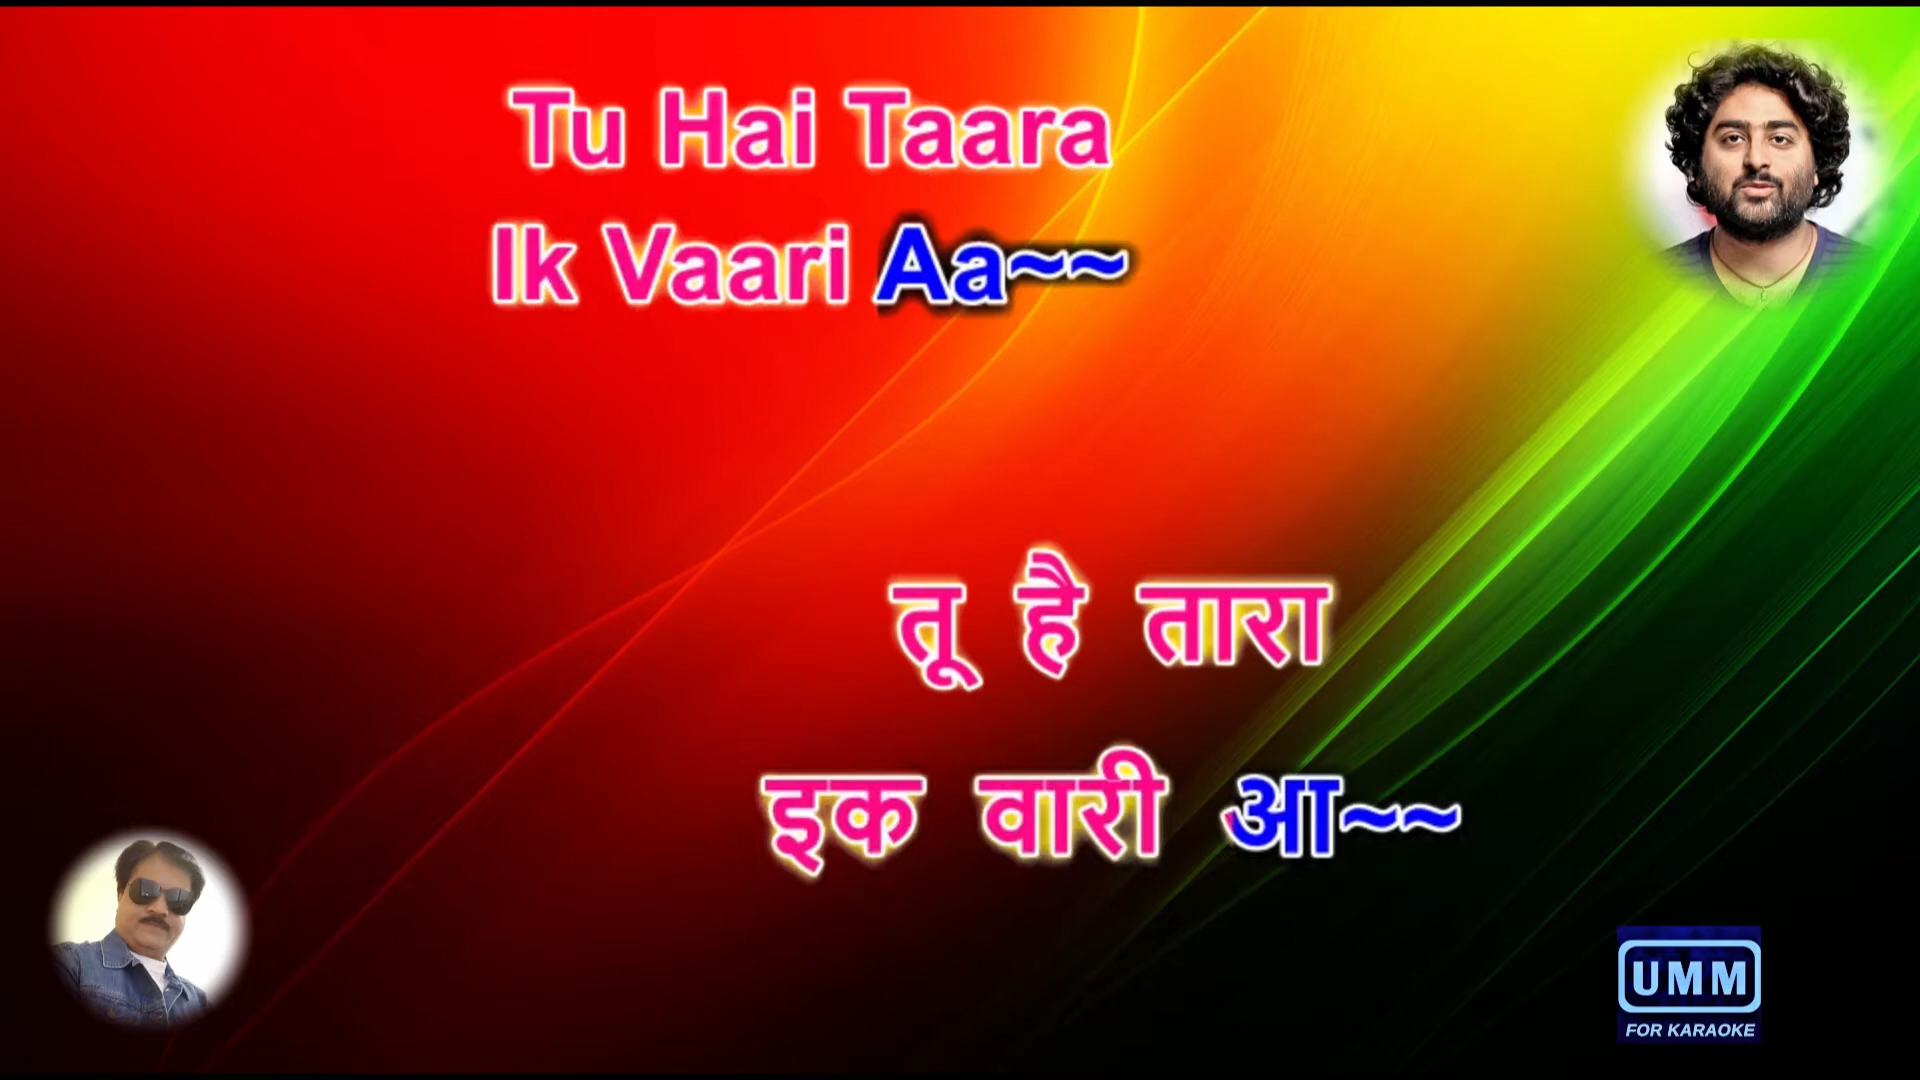 Tu Hai Taara
Ik Vaari Aa~~
तू है तारा
इक वारी आ~~
UMM
FOR KARAOKE